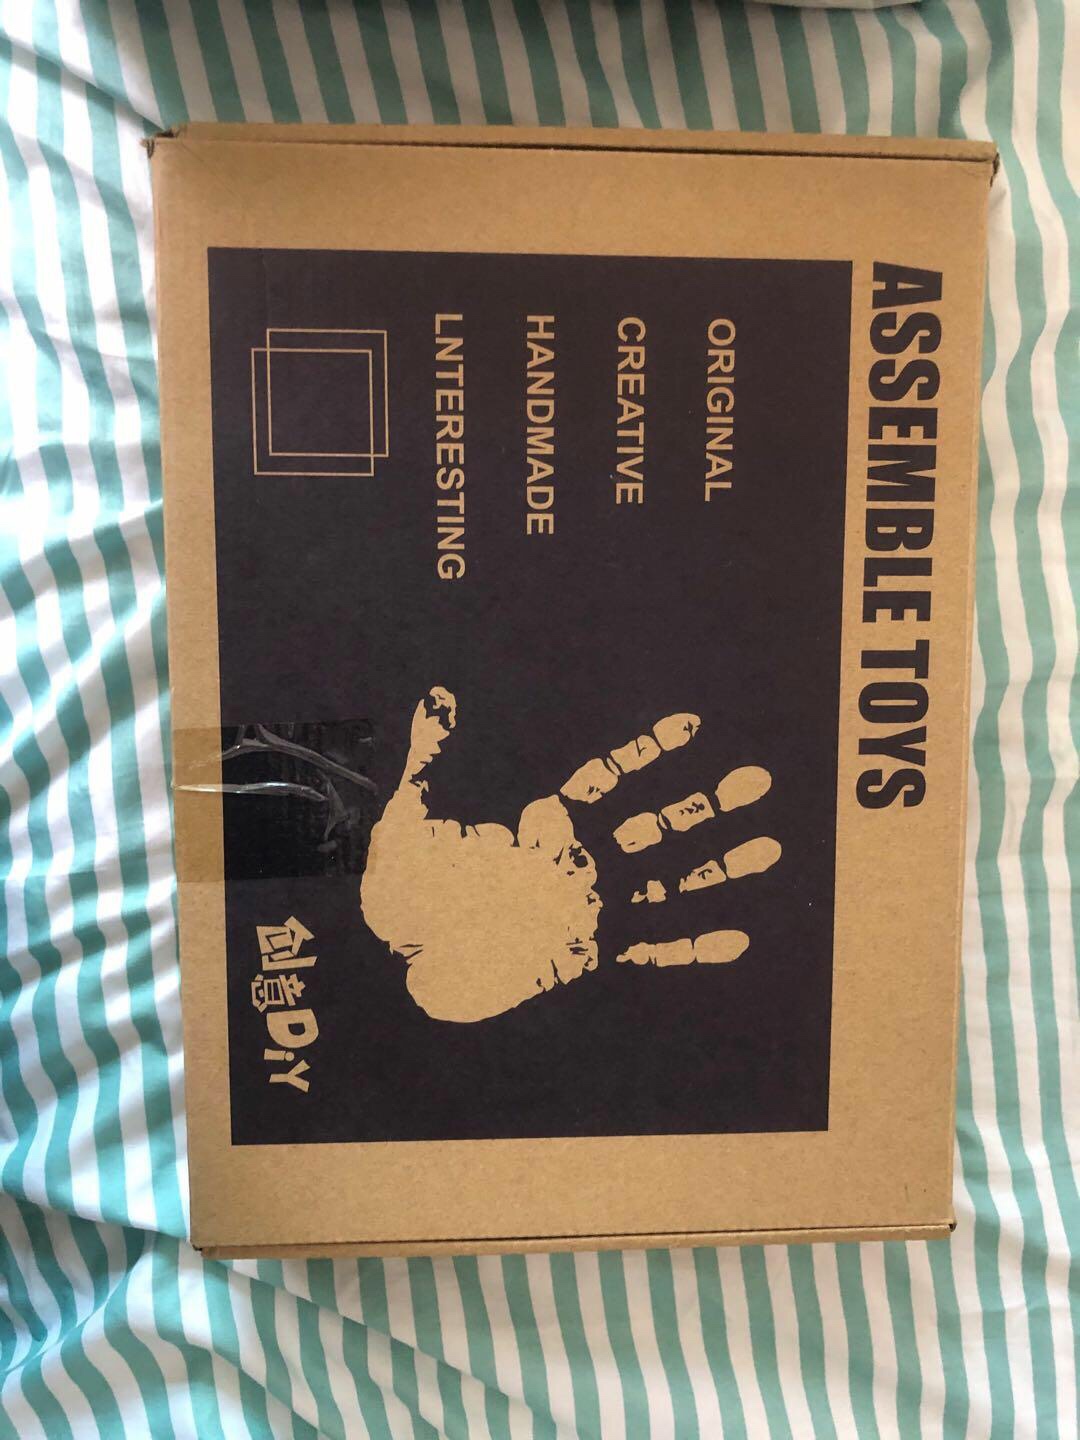 ASSEMBLE TOYS
ORIGINAL
CREATIVE
HANDMADE
LNTERESTING
创意DiY